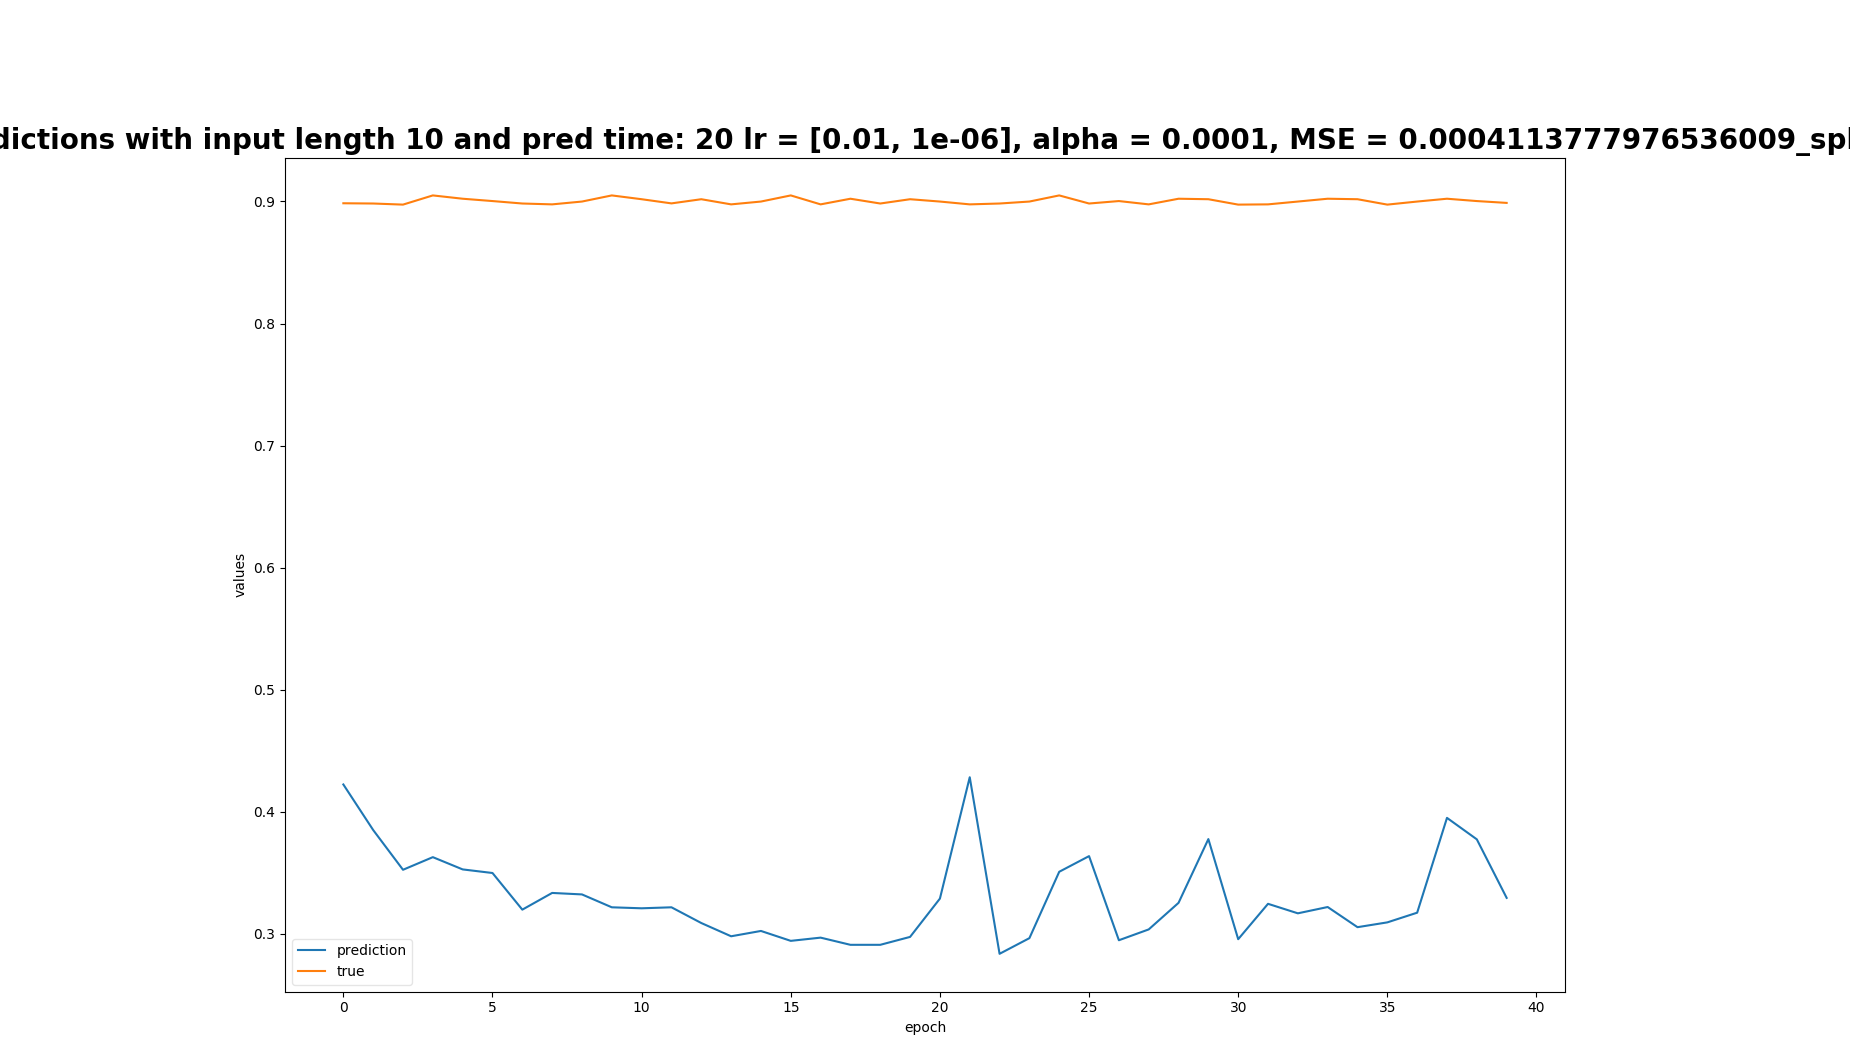 dictions with input length 10 and pred time: 20 lr = [0.01, 1e-06], alpha = 0.0001, MSE = 0.0004113777976536009_spl
0.9
0.8
0.7
0.6
0.5
0.4
0.3
values
prediction
true
0 5 10 15 20 25 30 35 40
epoch